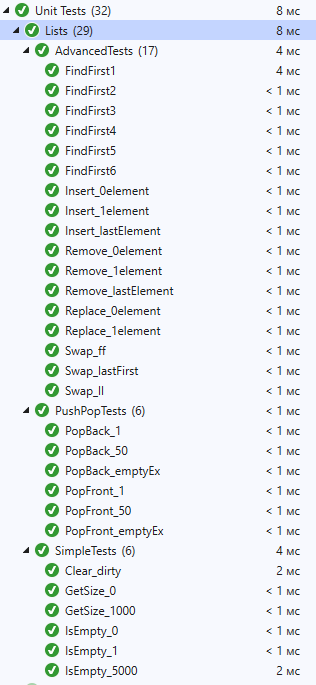 Unit Tests (32) 8 мс
Lists (29) 8 мс
AdvancedTests (17) 4 мс
FindFirst1 4 мс
FindFirst2 < 1 мс
FindFirst3 < 1 мс
FindFirst4 < 1 мс
FindFirst5 < 1 мс
FindFirst6 < 1 мс
Insert_0element < 1 мс
Insert_1element < 1 мс
Insert_lastElement < 1 мс
Remove_0element < 1 мс
Remove_1element < 1 мс
Remove_lastElement < 1 мс
Replace_0element < 1 мс
Replace_1element < 1 мс
Swap_ff < 1 мс
Swap_lastFirst < 1 мс
Swap_ll < 1 мс
PushPopTests (6) < 1 мс
PopBack_1 < 1 мс
PopBack_50 < 1 мс
PopBack_emptyEx < 1 мс
PopFront_1 < 1 мс
PopFront_50 < 1 мс
PopFront_emptyEx < 1 мс
SimpleTests (6) 4 мс
Clear_dirty 2 мс
GetSize_0 < 1 мс
GetSize_1000 < 1 мс
IsEmpty_0 < 1 мс
IsEmpty_1 < 1 мс
IsEmpty_5000 2 мс